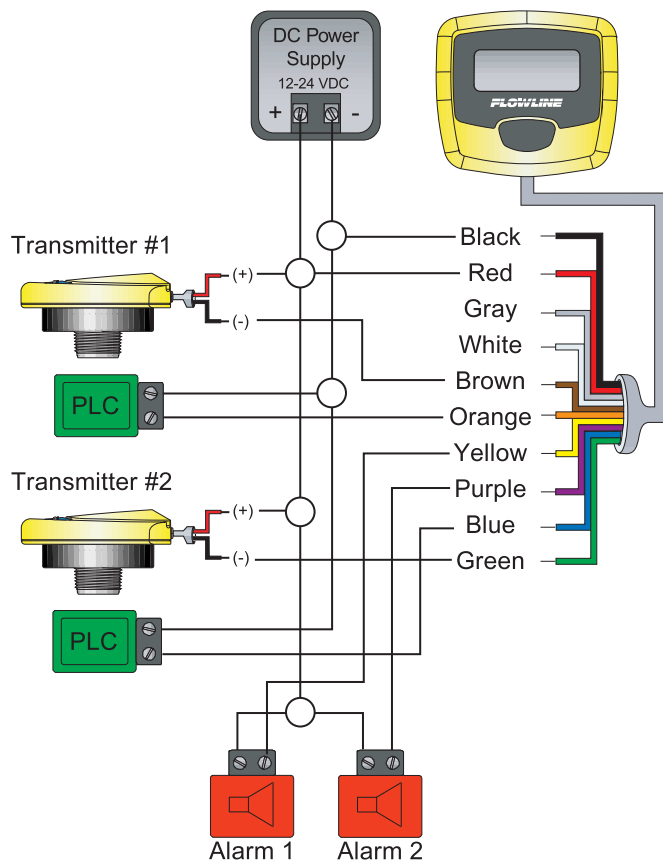 DC Power
Supply
12-24 VDC
+ -
FLOWLINE
Transmitter #1
(+)
(-)
PLC
Transmitter #2
(+)
(-)
PLC
Black
Red
Gray
White
Brown
Orange
Yellow
Purple
Blue
Green
Alarm 1
Alarm 2